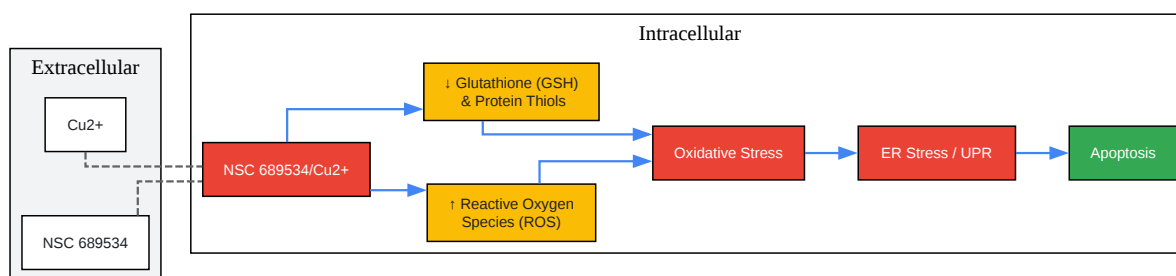 Extracellular
Cu2+
NSC 689534
Intracellular
NSC 689534/Cu2+
↓ Glutathione (GSH)
& Protein Thiols
↑ Reactive Oxygen
Species (ROS)
Oxidative Stress
ER Stress / UPR
Apoptosis